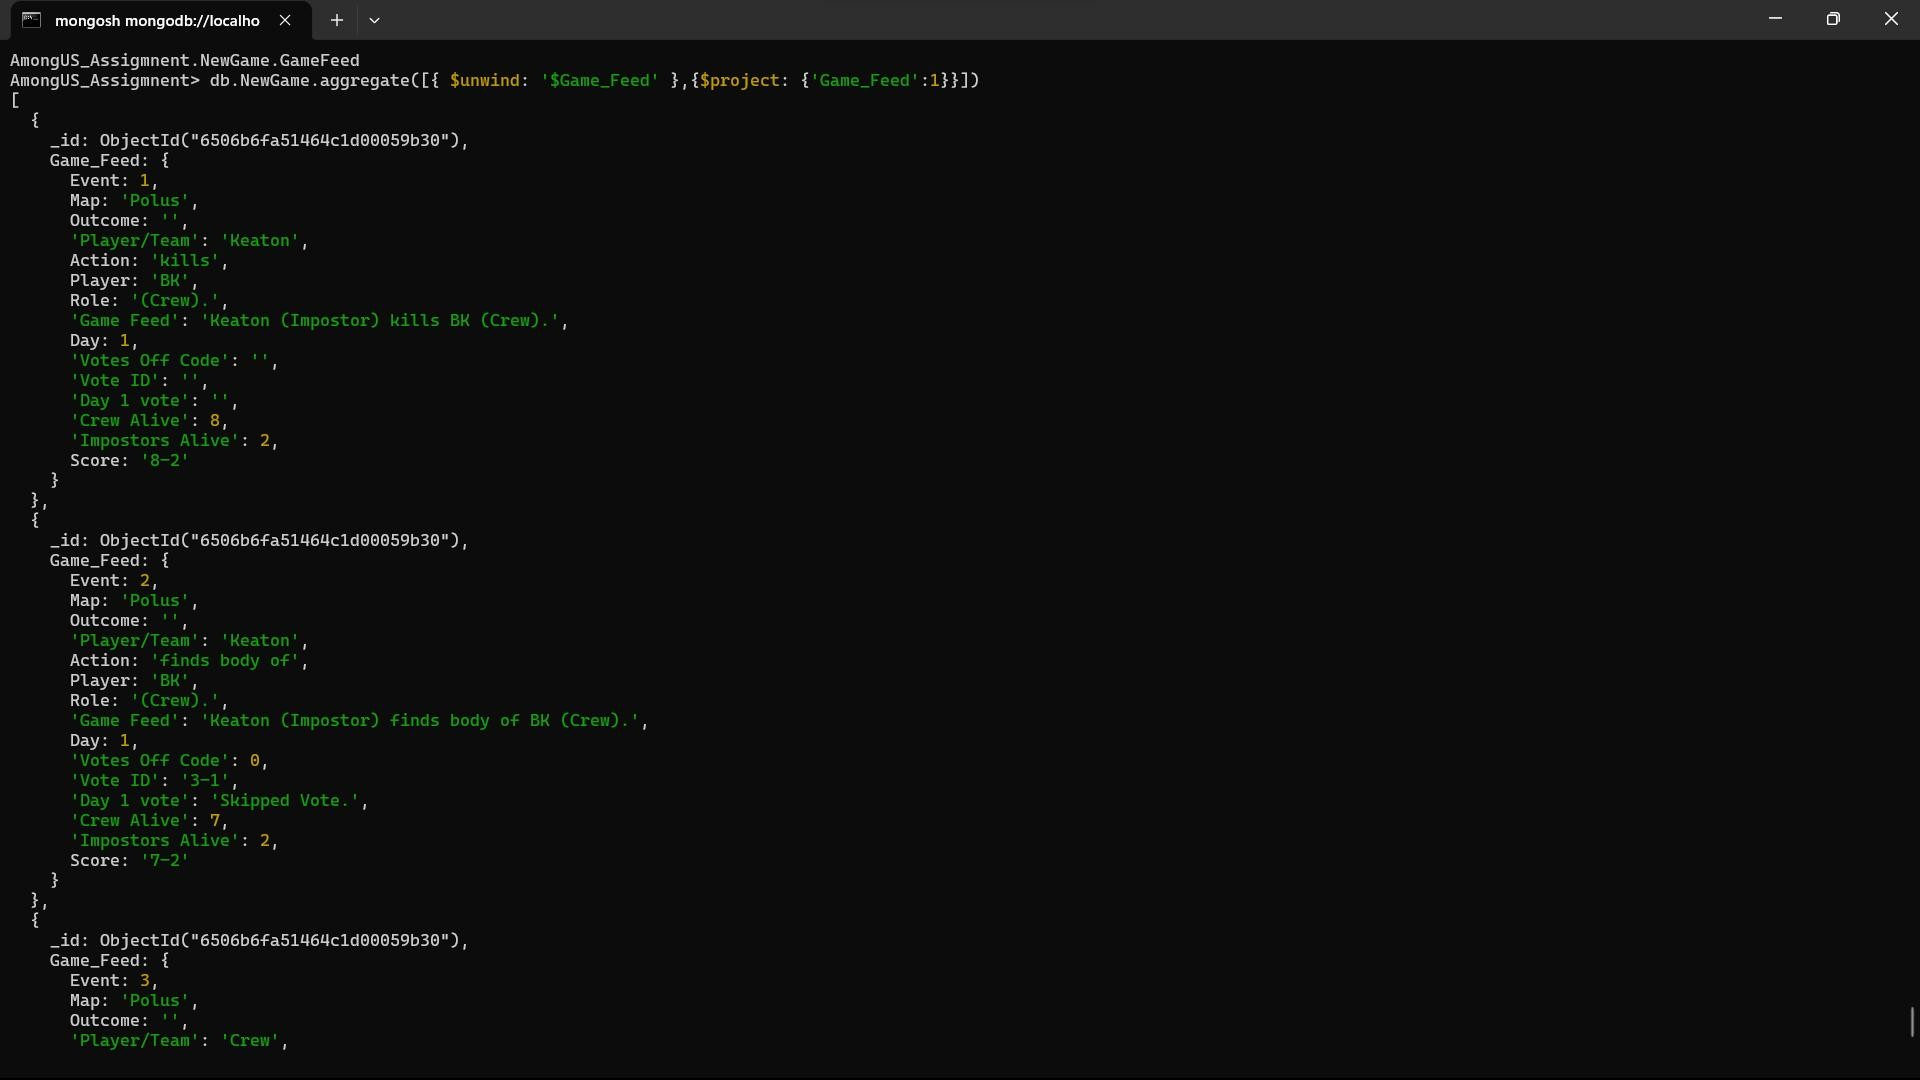 mongosh mongodb://localho
AmongUS_Assigmnent.NewGame.GameFeed
AmongUS_Assigmnent> db.NewGame.aggregate([{ $unwind: '$Game_Feed' },{$project: {'Game_Feed':1}}])
[
  {
    _id: ObjectId("6506b6fa51464c1d00059b30"),
    Game_Feed: {
      Event: 1,
      Map: 'Polus',
      Outcome: '',
      'Player/Team': 'Keaton',
      Action: 'kills',
      Player: 'BK',
      Role: '(Crew).',
      'Game Feed': 'Keaton (Impostor) kills BK (Crew).',
      Day: 1,
      'Votes Off Code': '',
      'Vote ID': '',
      'Day 1 vote': '',
      'Crew Alive': 8,
      'Impostors Alive': 2,
      Score: '8-2'
    }
  },
  {
    _id: ObjectId("6506b6fa51464c1d00059b30"),
    Game_Feed: {
      Event: 2,
      Map: 'Polus',
      Outcome: '',
      'Player/Team': 'Keaton',
      Action: 'finds body of',
      Player: 'BK',
      Role: '(Crew).',
      'Game Feed': 'Keaton (Impostor) finds body of BK (Crew).',
      Day: 1,
      'Votes Off Code': 0,
      'Vote ID': '3-1',
      'Day 1 vote': 'Skipped Vote.',
      'Crew Alive': 7,
      'Impostors Alive': 2,
      Score: '7-2'
    }
  },
  {
    _id: ObjectId("6506b6fa51464c1d00059b30"),
    Game_Feed: {
      Event: 3,
      Map: 'Polus',
      Outcome: '',
      'Player/Team': 'Crew',